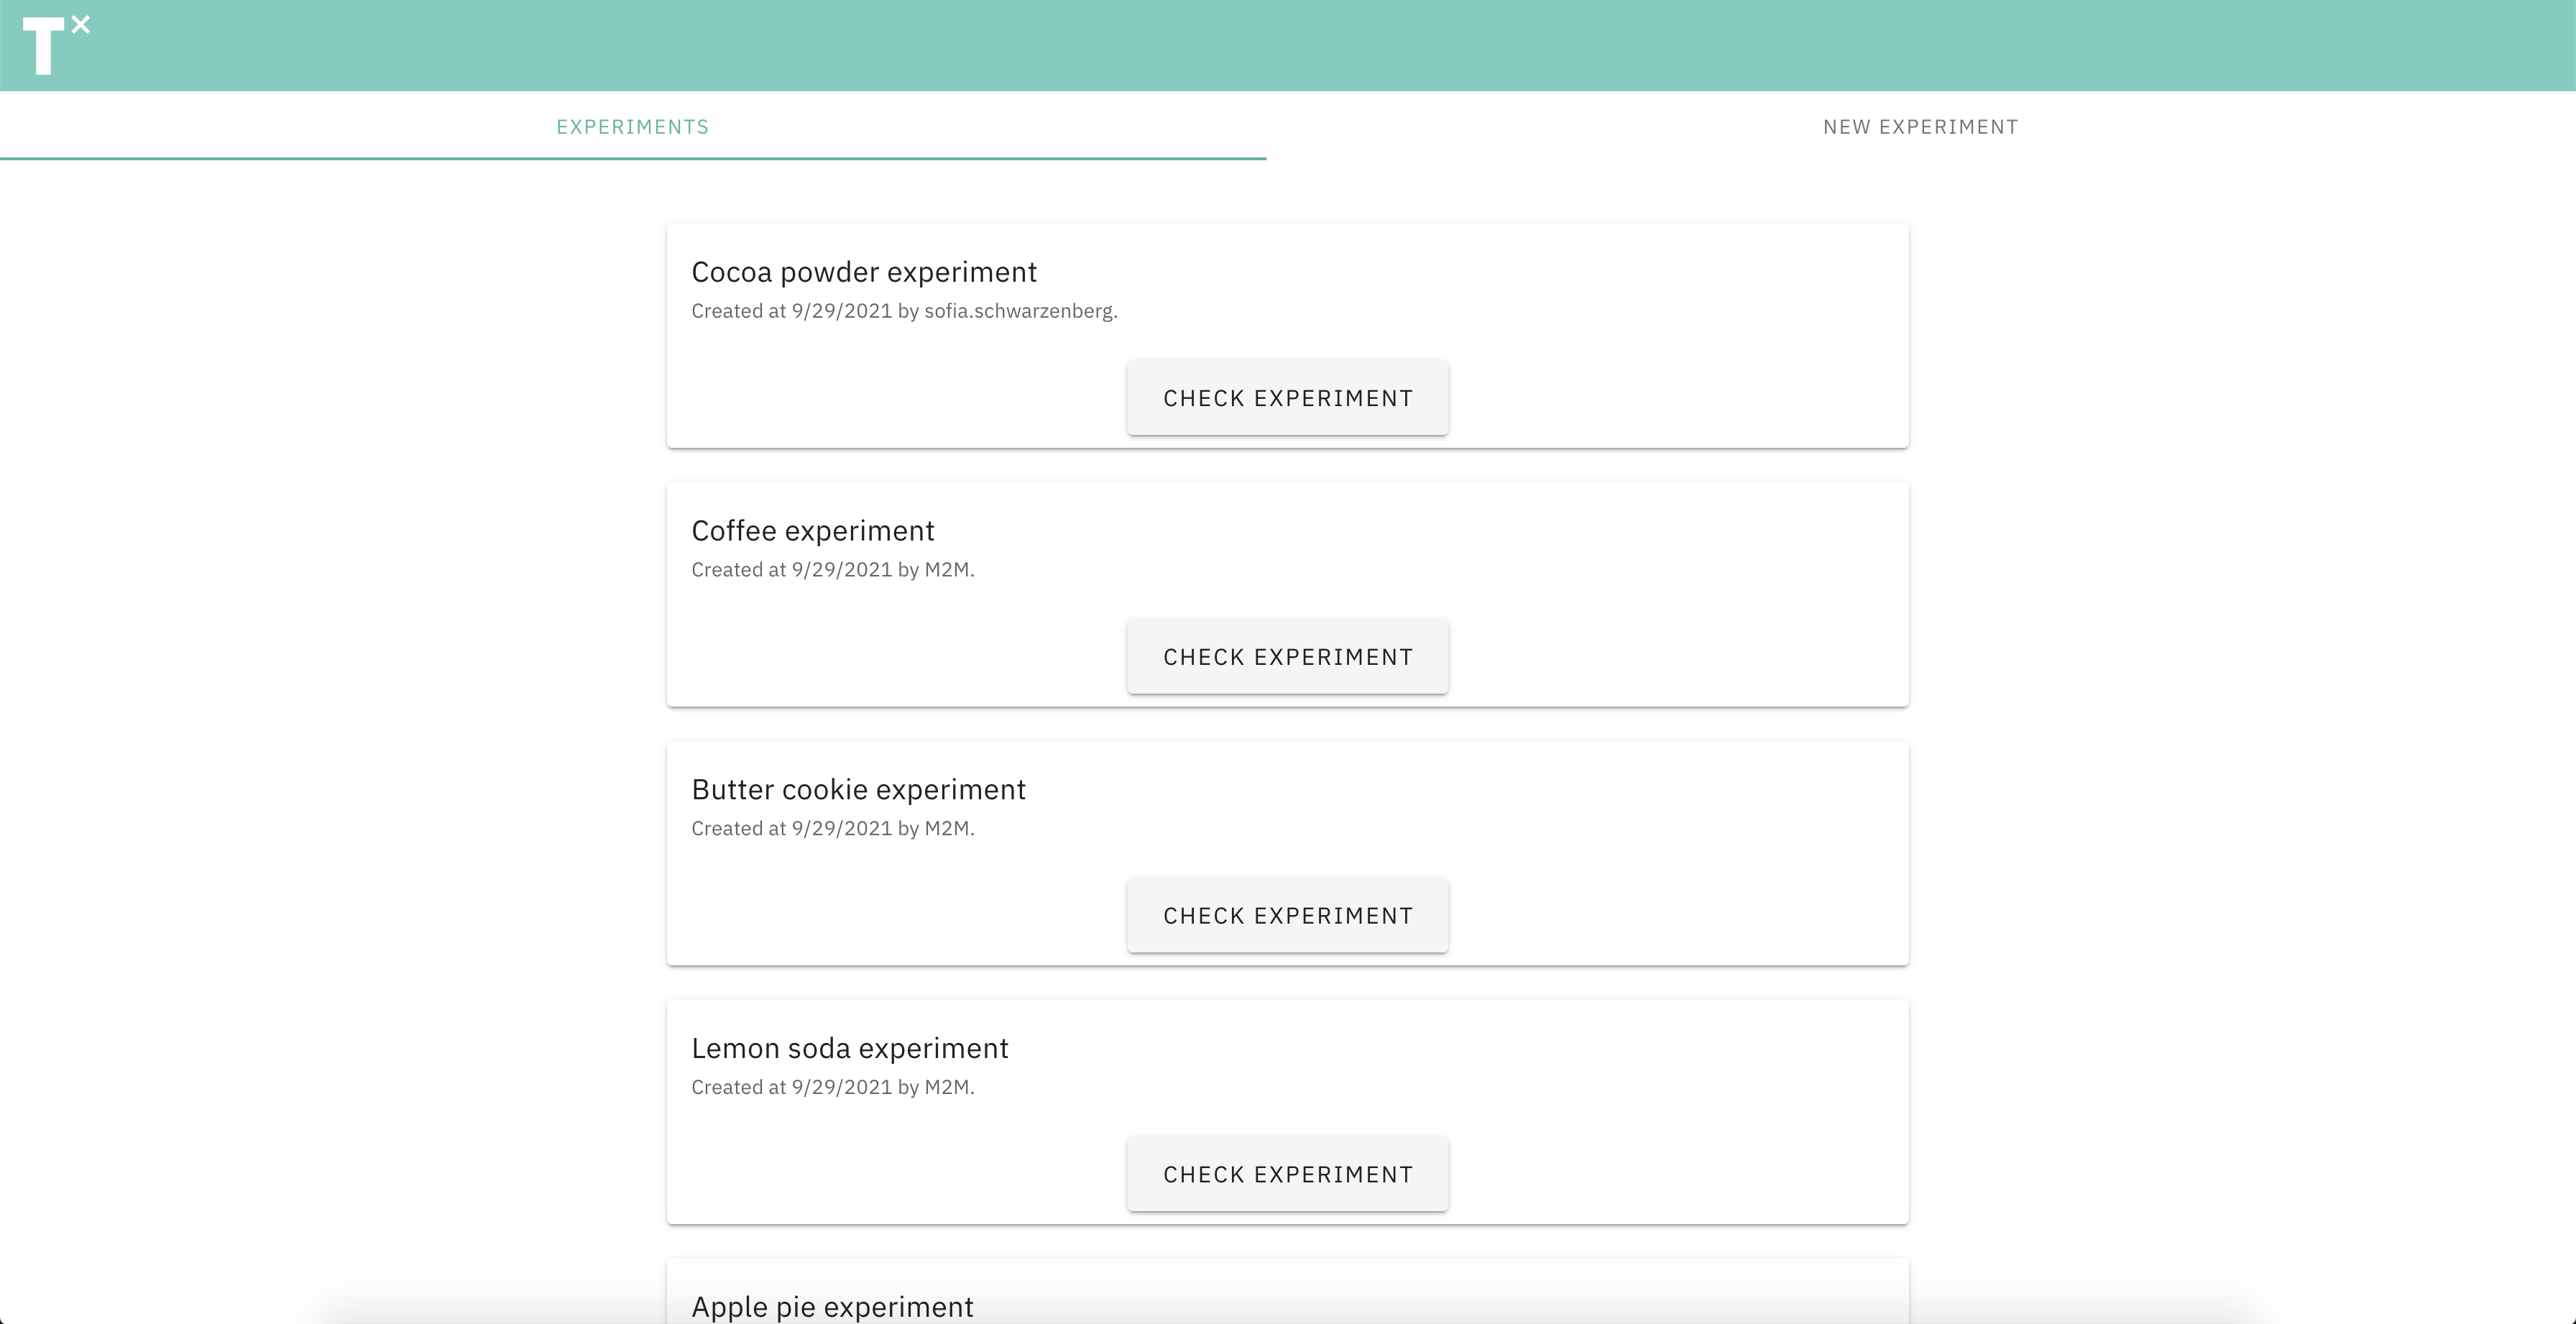 Tx
EXPERIMENTS
NEW EXPERIMENT
Cocoa powder experiment
Created at 9/29/2021 by sofia.schwarzenberg.
CHECK EXPERIMENT
Coffee experiment
Created at 9/29/2021 by M2M.
CHECK EXPERIMENT
Butter cookie experiment
Created at 9/29/2021 by M2M.
CHECK EXPERIMENT
Lemon soda experiment
Created at 9/29/2021 by M2M.
CHECK EXPERIMENT
Apple pie experiment